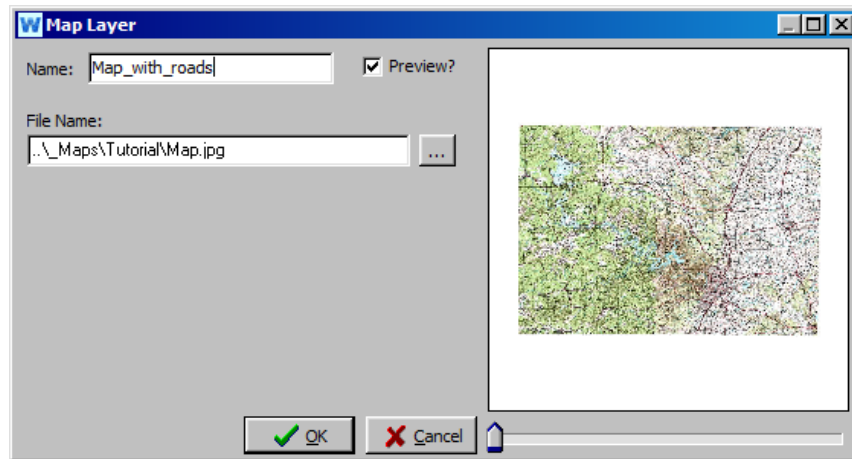 W Map Layer
Name: Map_with_roads
Preview?
File Name:
..\_Maps\Tutorial\Map.jpg
...
OK
Cancel